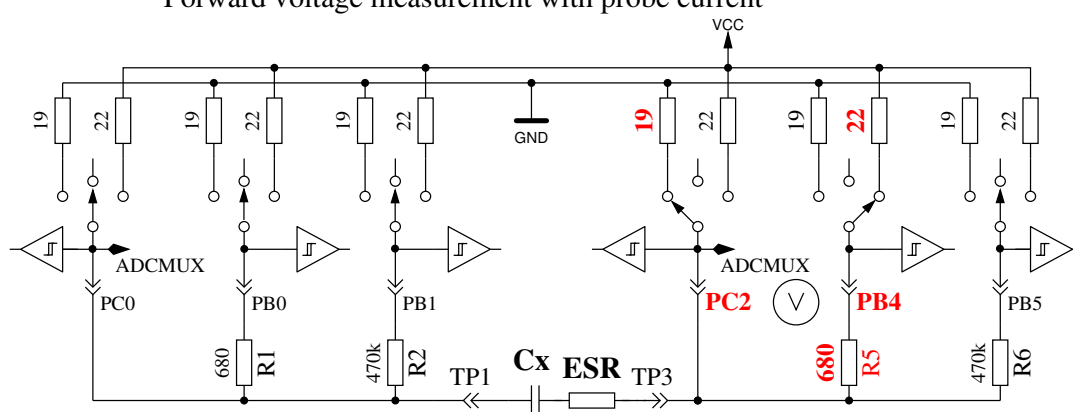 Forward voltage measurement with probe current
VCC
19 22 19 22 19 22 GND 19 22 19 22 19 22
ADCMUX ADCMUX
PC0 PB0 PB1 PC2 V PB4 PB5
680 R1 470k R2 680 R5 470k R6
TP1 Cx ESR TP3